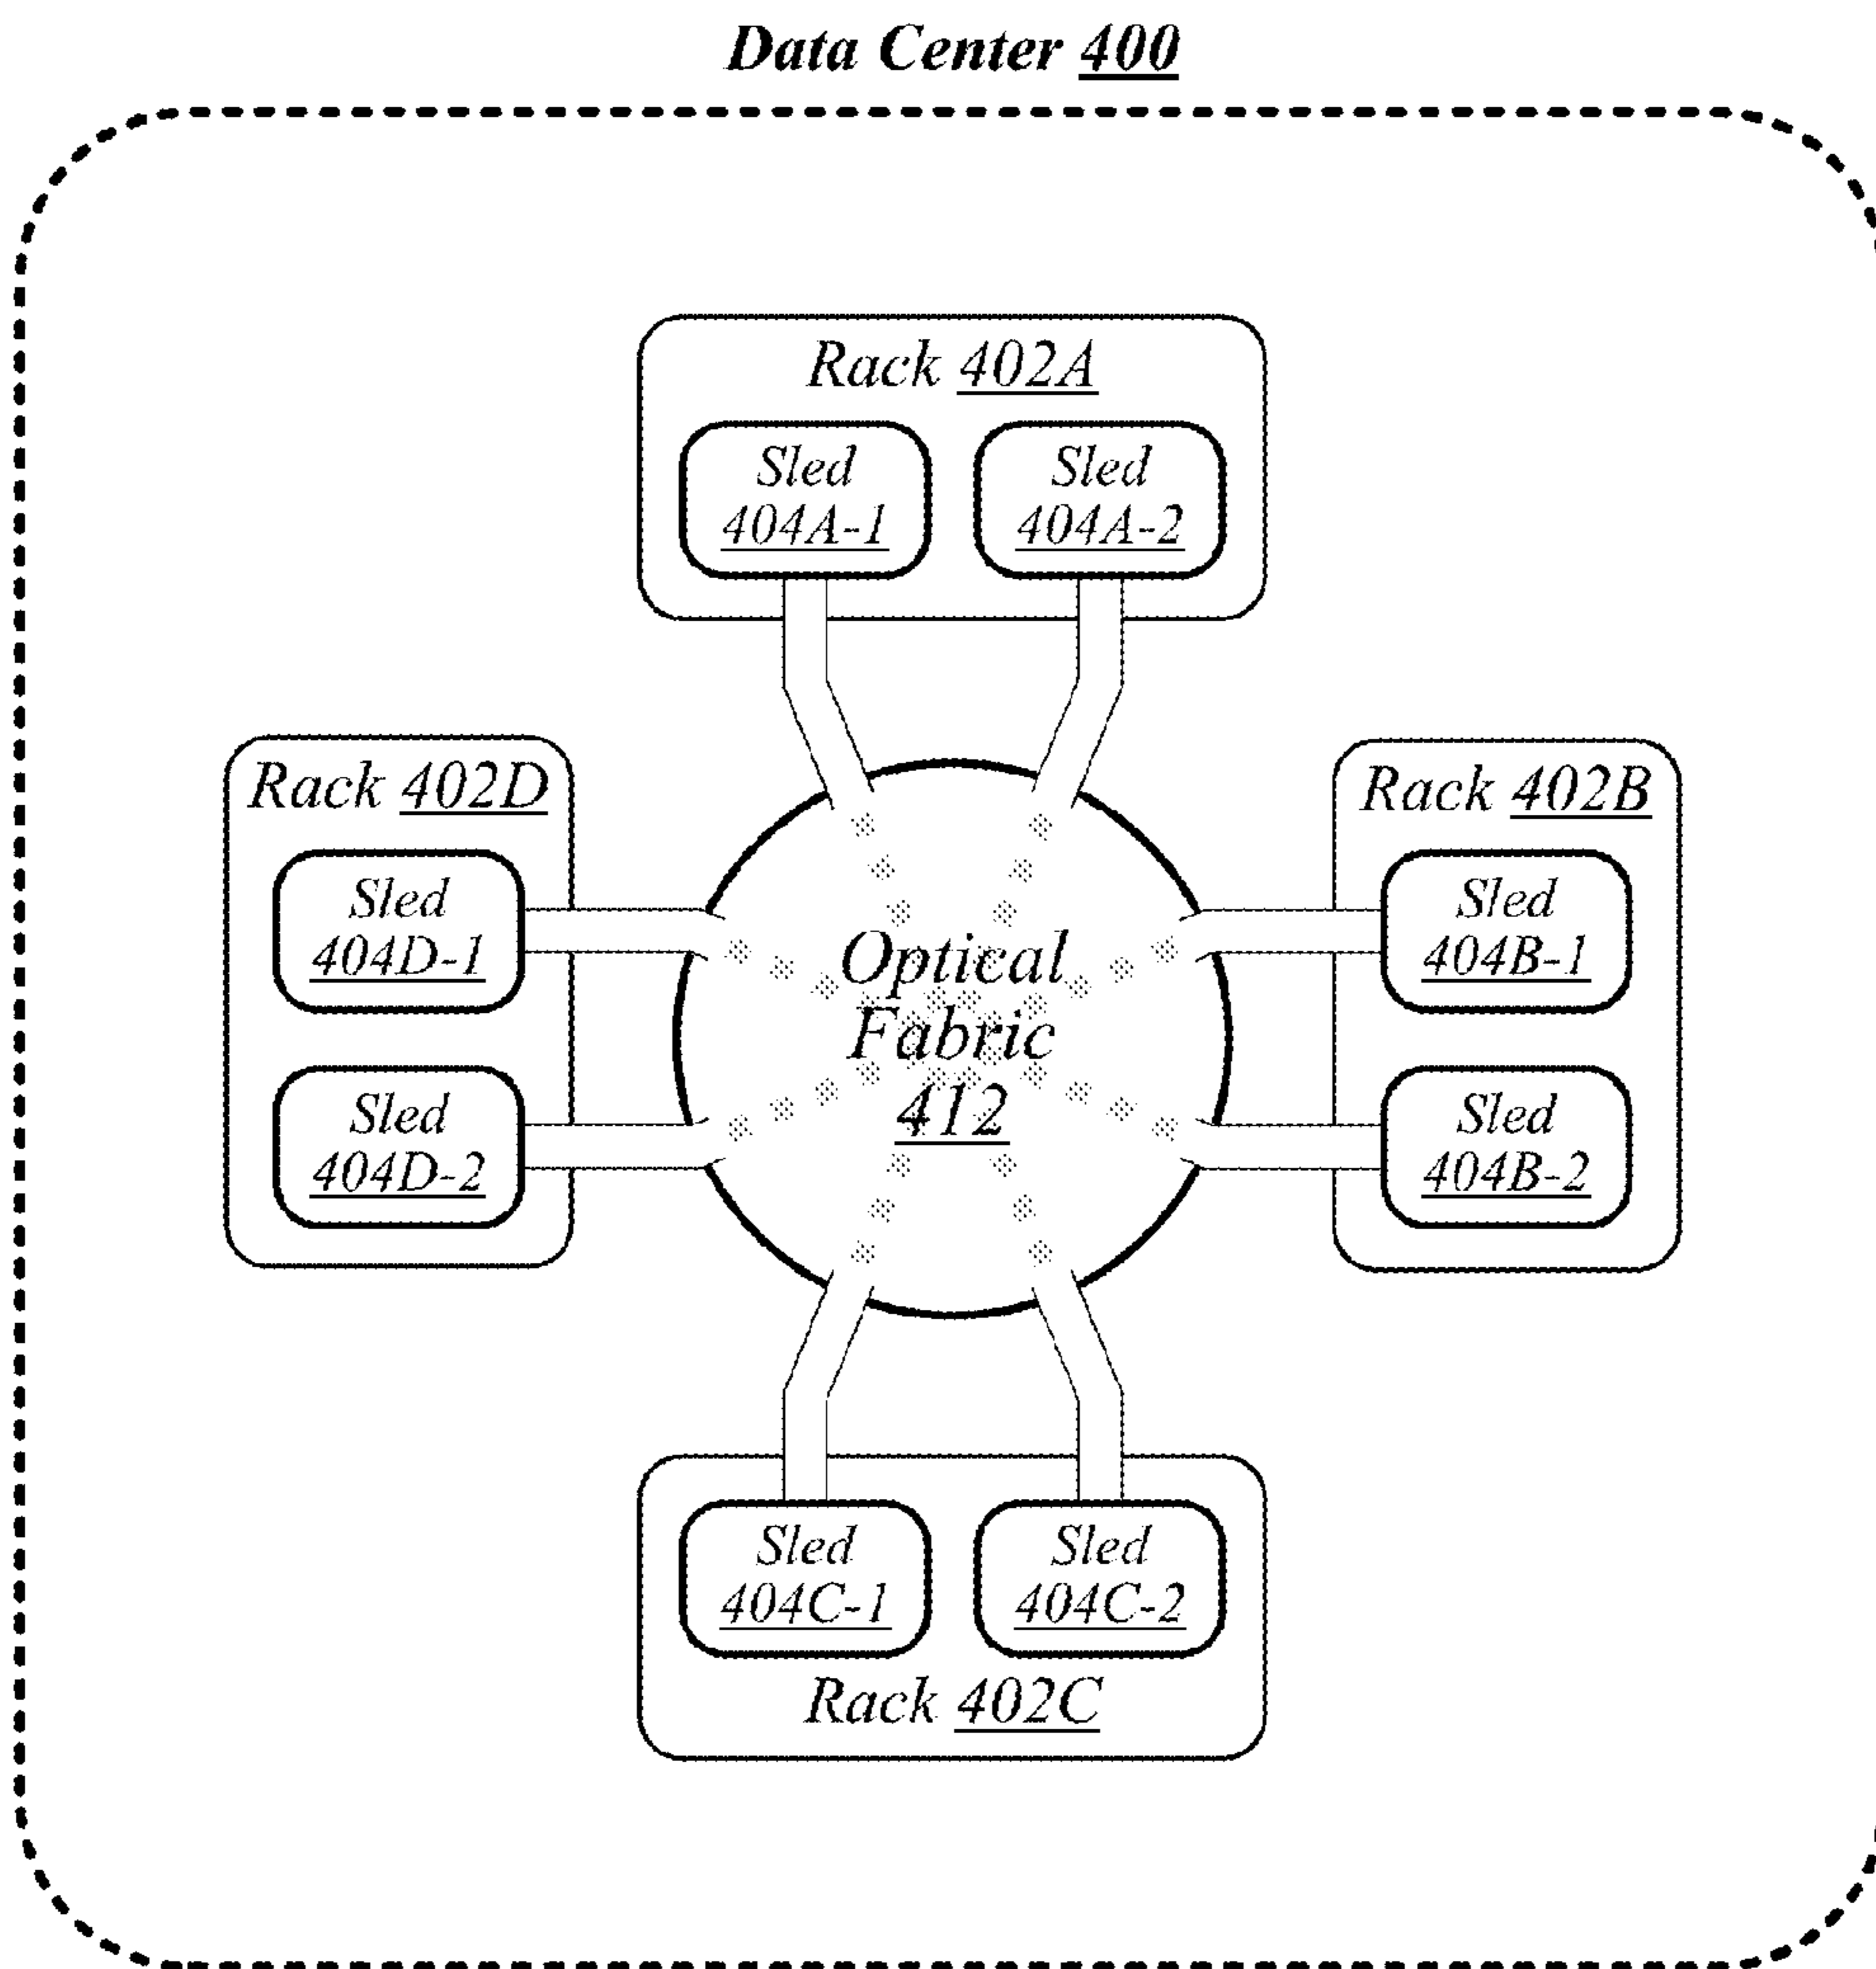 Data Center 400
Rack 402A
Sled
404A-1
Sled
404A-2
Rack 402D
Sled
404D-1
Sled
404D-2
Optical
Fabric
412
Rack 402B
Sled
404B-1
Sled
404B-2
Sled
404C-1
Sled
404C-2
Rack 402C